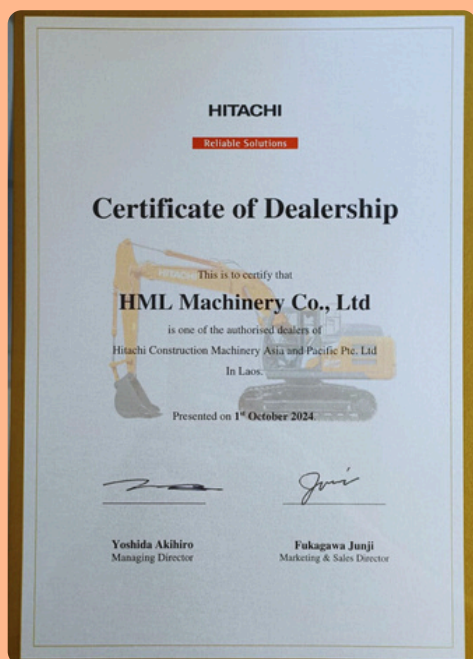 HITACHI
Reliable Solutions
Certificate of Dealership
HITACHI
This is to certify that
HML Machinery Co., Ltd
is one of the authorised dealers of
Hitachi Construction Machinery Asia and Pacific Pte. Ltd
In Laos.
Presented on 1st October 2024.
Yoshida Akihiro
Managing Director
Fukagawa Junji
Marketing & Sales Director